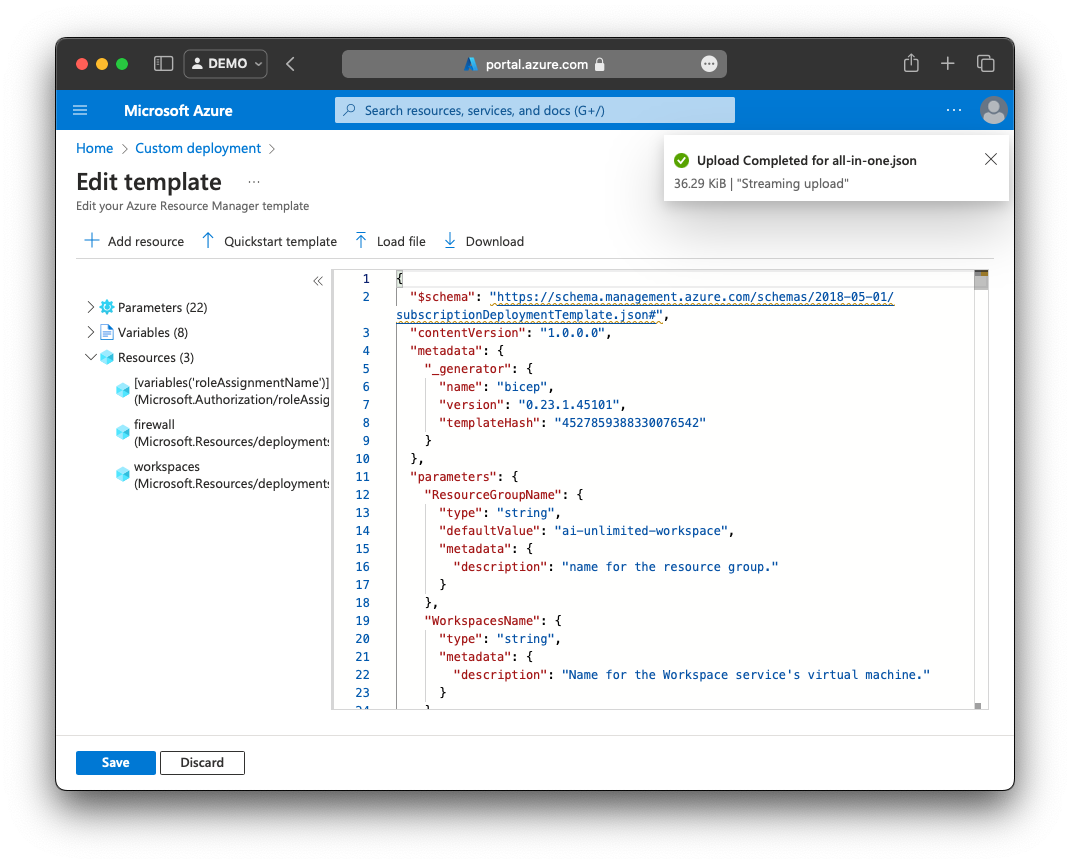 DEMO
portal.azure.com
Microsoft Azure
Search resources, services, and docs (G+/)
Home > Custom deployment >
Upload Completed for all-in-one.json
36.29 KiB | "Streaming upload"
Edit template ...
Edit your Azure Resource Manager template
Add resource
Quickstart template
Load file
Download
Parameters (22)
Variables (8)
Resources (3)
[variables('roleAssignmentName')]
(Microsoft.Authorization/roleAssig
firewall
(Microsoft.Resources/deployments
workspaces
(Microsoft.Resources/deployments
1 {
2 "$schema": "https://schema.management.azure.com/schemas/2018-05-01/
subscriptionDeploymentTemplate.json#",
3 "contentVersion": "1.0.0.0",
4 "metadata": {
5 "_generator": {
6 "name": "bicep",
7 "version": "0.23.1.45101",
8 "templateHash": "4527859388330076542"
9 }
10 },
11 "parameters": {
12 "ResourceGroupName": {
13 "type": "string",
14 "defaultValue": "ai-unlimited-workspace",
15 "metadata": {
16 "description": "name for the resource group."
17 }
18 },
19 "WorkspacesName": {
20 "type": "string",
21 "metadata": {
22 "description": "Name for the Workspace service's virtual machine."
23 }
Save
Discard